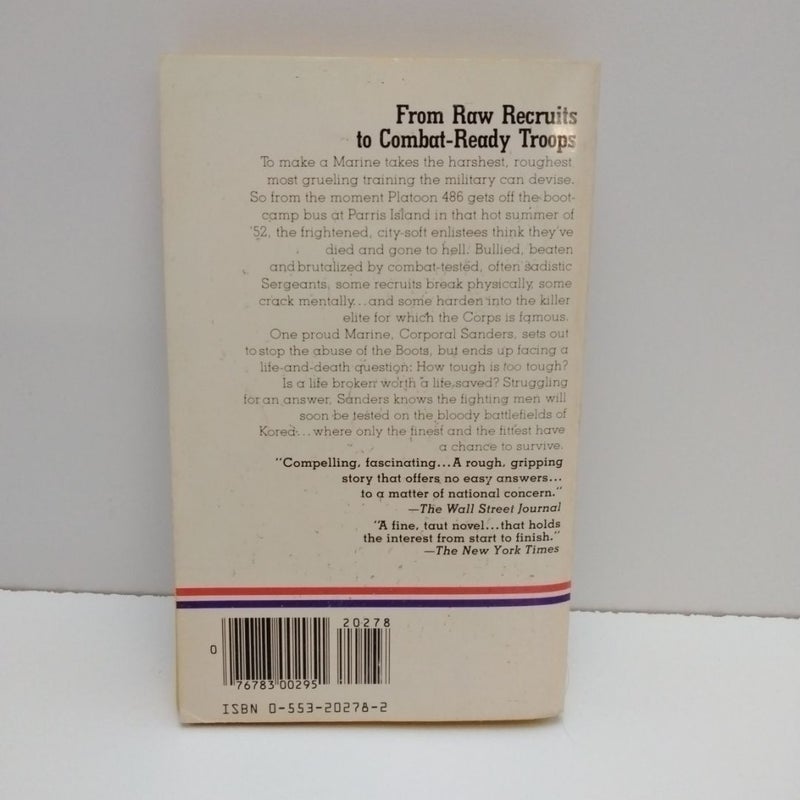 From Raw Recruits
to Combat-Ready Troops
To make a Marine takes the harshest, roughest
most grueling training the military can devise.
So from the moment Platoon 486 gets off the boot-
camp bus at Parris Island in that hot summer of
'52, the frightened, city-soft enlistees think they've
died and gone to hell. Bullied, beaten
and brutalized by combat-tested, often sadistic
Sergeants, some recruits break physically, some
crack mentally...and some harden into the killer
elite for which the Corps is famous.
One proud Marine, Corporal Sanders, sets out
to stop the abuse of the Boots, but ends up facing a
life-and-death question: How tough is too tough?
Is a life broken worth a life saved? Struggling
for an answer, Sanders knows the fighting men will
soon be tested on the bloody battlefields of
Korea...where only the finest and the fittest have
a chance to survive.
"Compelling, fascinating...A rough, gripping
story that offers no easy answers...
to a matter of national concern."
—The Wall Street Journal
"A fine, taut novel...that holds
the interest from start to finish."
—The New York Times
20278
0
76783 00295
ISBN 0-553-20278-2